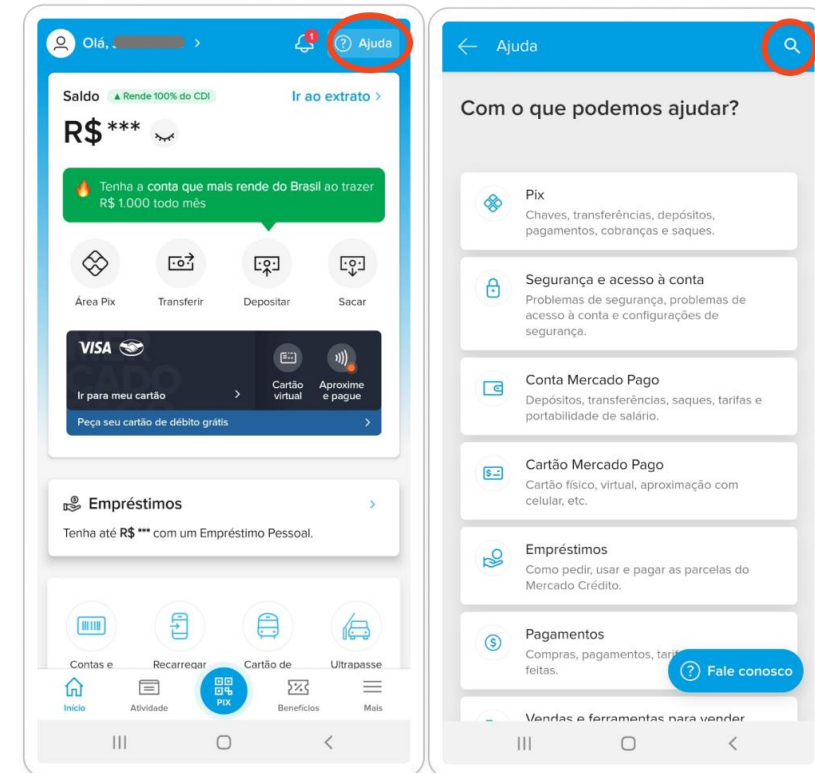 Olá,
1
Ajuda
Saldo
Rende 100% do CDI
Ir ao extrato
R$ ***
Tenha a conta que mais rende do Brasil ao trazer
R$ 1.000 todo mês
Área Pix
Transferir
Depositar
Sacar
VISA
Ir para meu cartão
Cartão
virtual
Aproxime
e pague
Peça seu cartão de débito grátis
Empréstimos
Tenha até R$ *** com um Empréstimo Pessoal.
Contas e
Recarregar
Cartão de
Ultrapasse
Início
Atividade
PIX
Benefícios
Mais
Ajuda
Com o que podemos ajudar?
Pix
Chaves, transferências, depósitos,
pagamentos, cobranças e saques.
Segurança e acesso à conta
Problemas de segurança, problemas de
acesso à conta e configurações de
segurança.
Conta Mercado Pago
Depósitos, transferências, saques, tarifas e
portabilidade de salário.
Cartão Mercado Pago
Cartão físico, virtual, aproximação com
celular, etc.
Empréstimos
Como pedir, usar e pagar as parcelas do
Mercado Crédito.
Pagamentos
Compras, pagamentos,
feitas.
Fale conosco
Vendas e ferramentas para vender